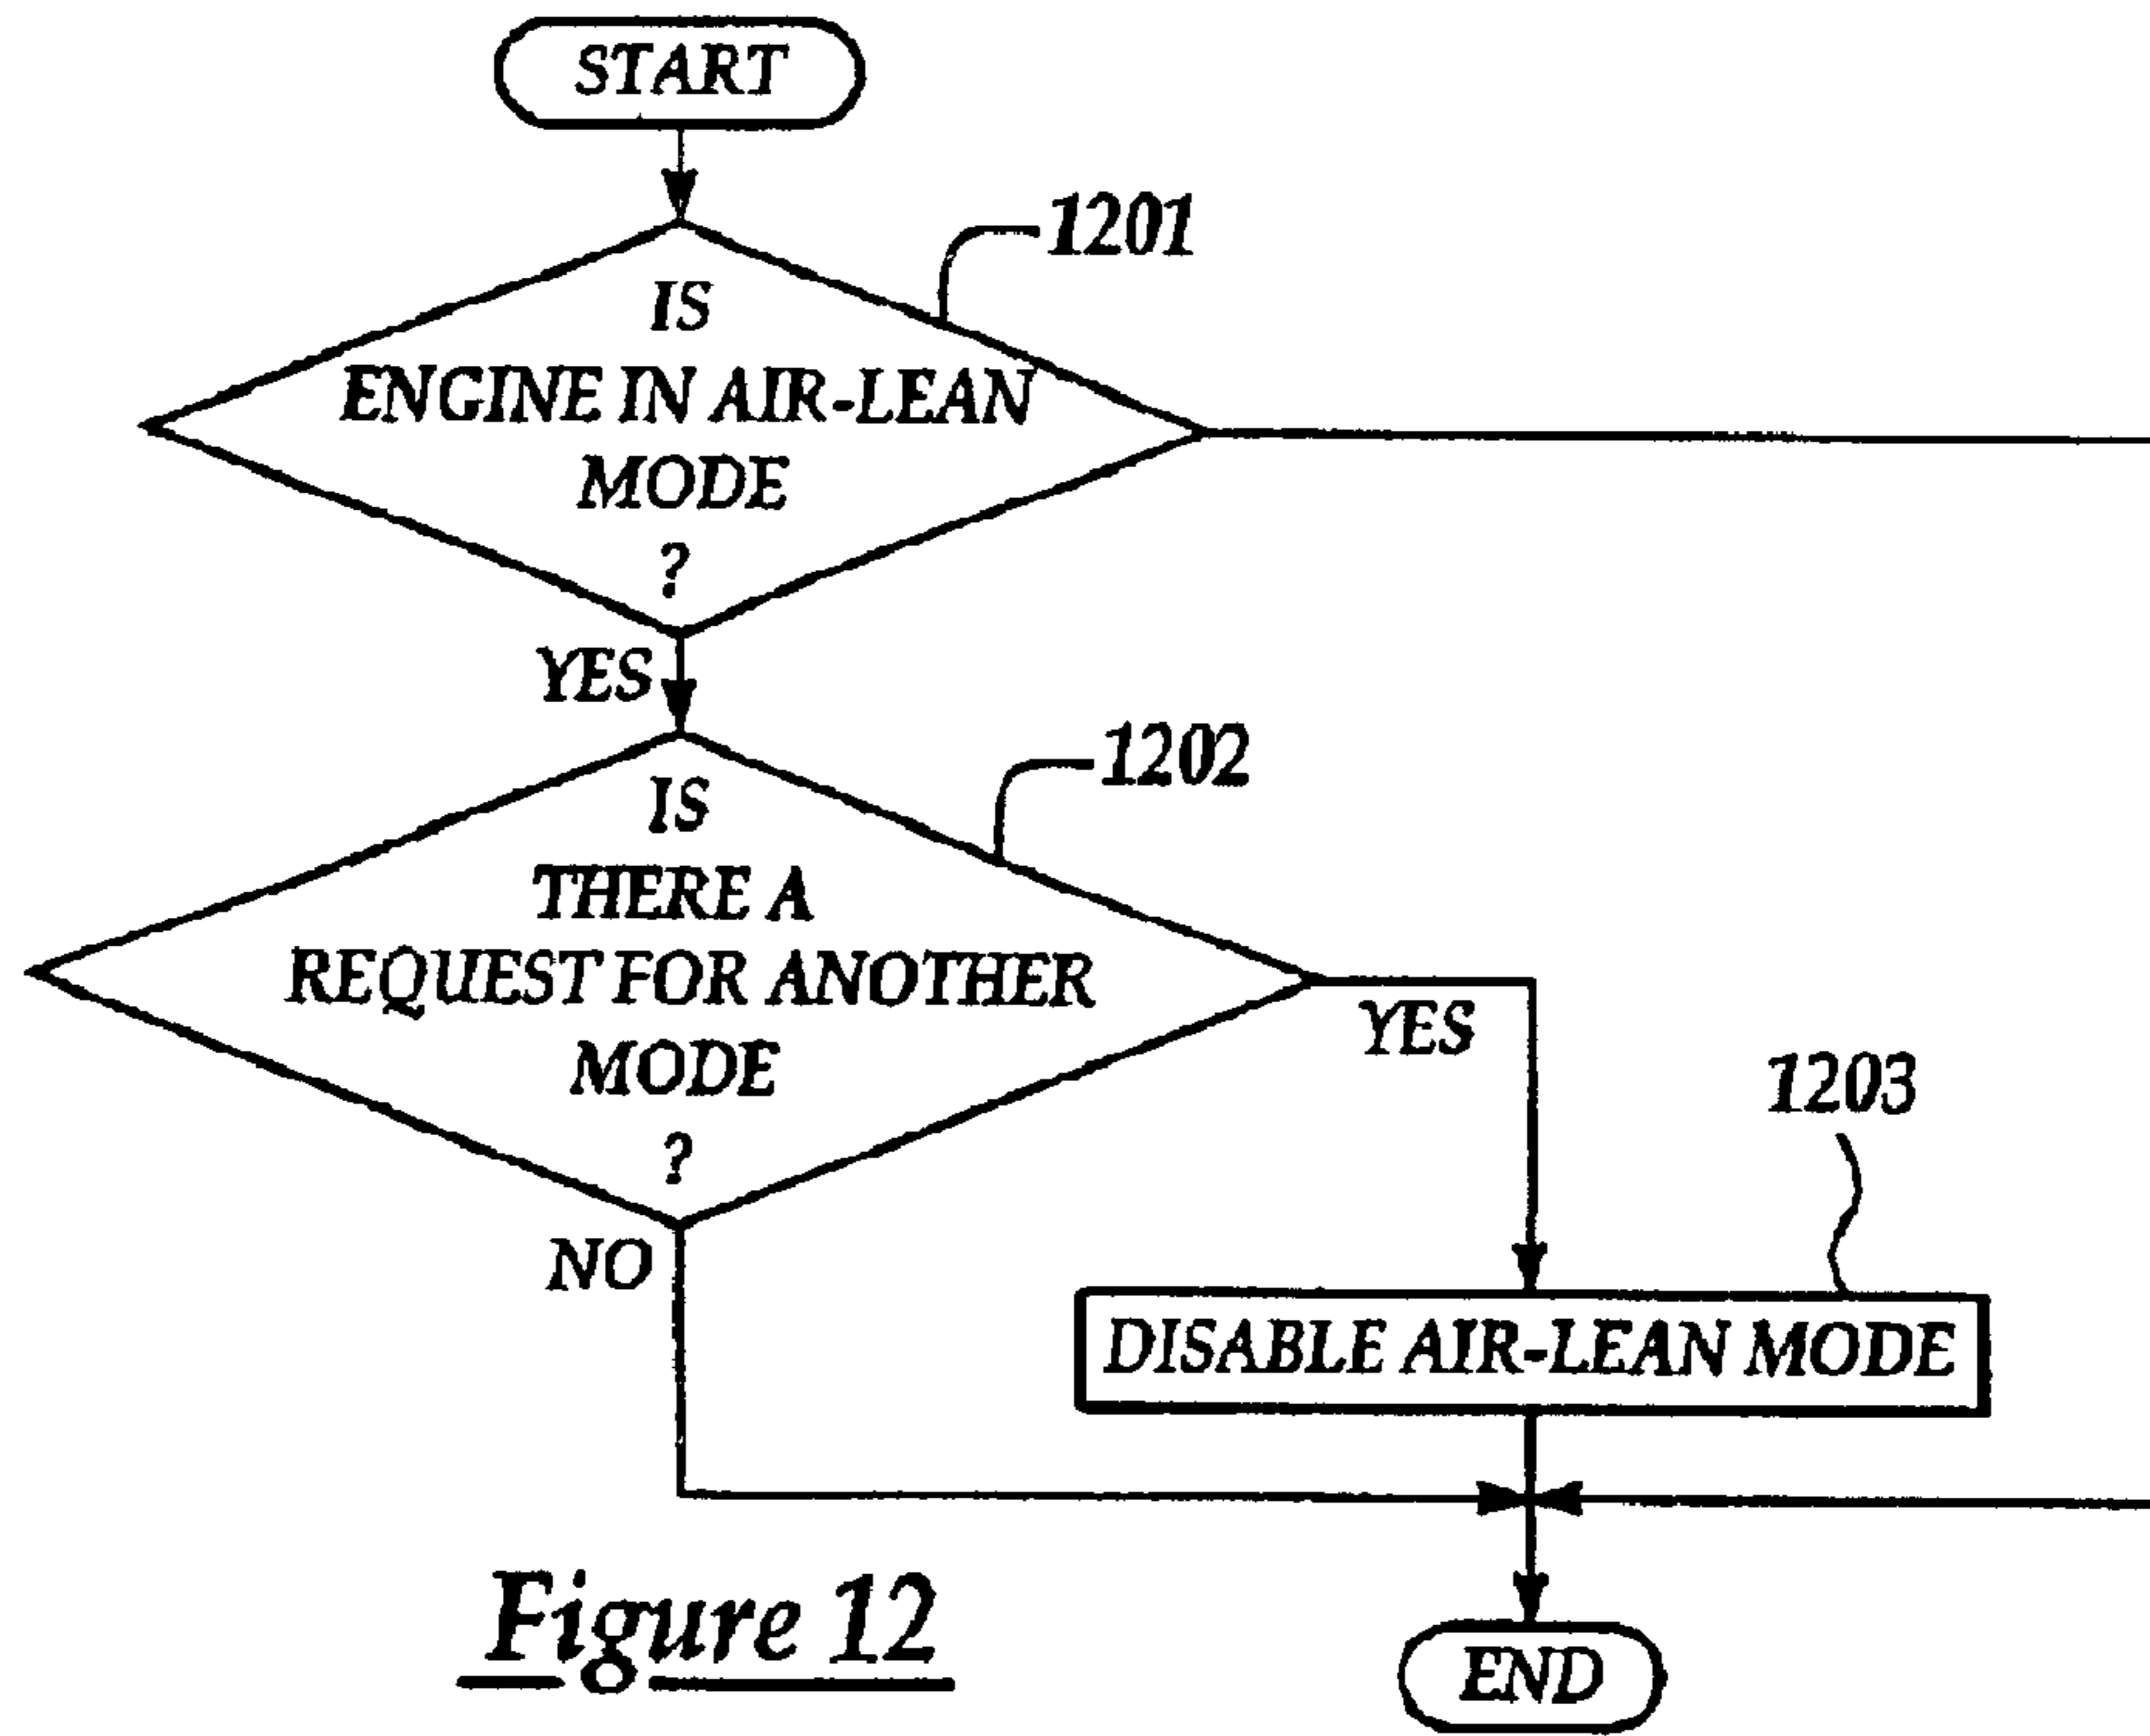 START
1201
IS
ENGINE IN AIR-LEAN
MODE
?
YES
1202
IS
THERE A
REQUEST FOR ANOTHER
MODE
?
YES
NO
1203
DISABLE AIR-LEAN MODE
Figure 12
END